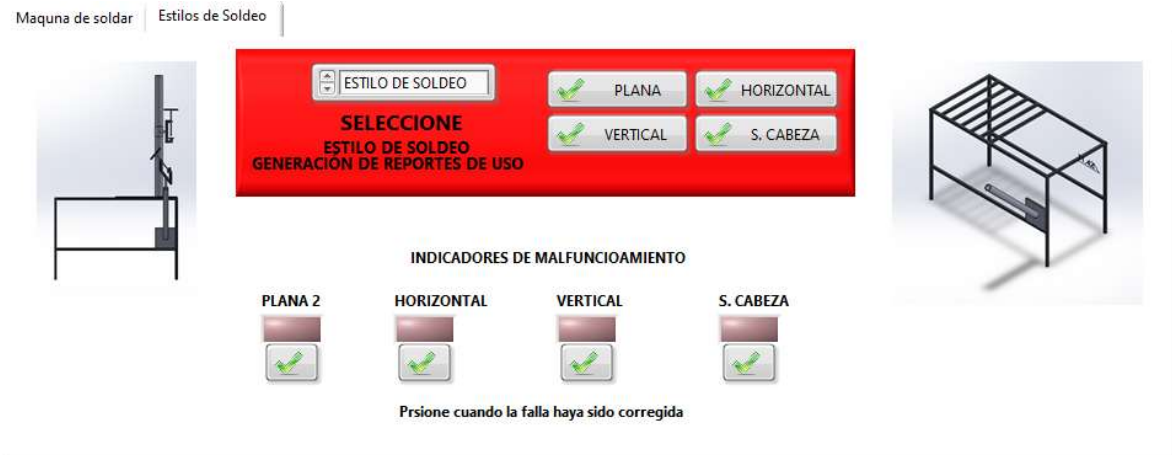 Maquna de soldar
Estilos de Soldeo
ESTILO DE SOLDEO
PLANA
HORIZONTAL
SELECCIONE
ESTILO DE SOLDEO
GENERACIÓN DE REPORTES DE USO
VERTICAL
S. CABEZA
INDICADORES DE MALFUNCIOAMIENTO
PLANA 2
HORIZONTAL
VERTICAL
S. CABEZA
Prsione cuando la falla haya sido corregida